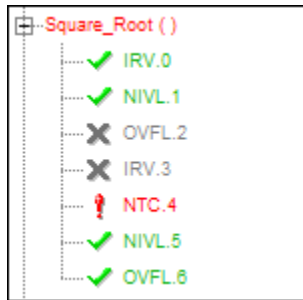 Square_Root ( )
IRV.0
NIVL.1
OVFL.2
IRV.3
NTC.4
NIVL.5
OVFL.6